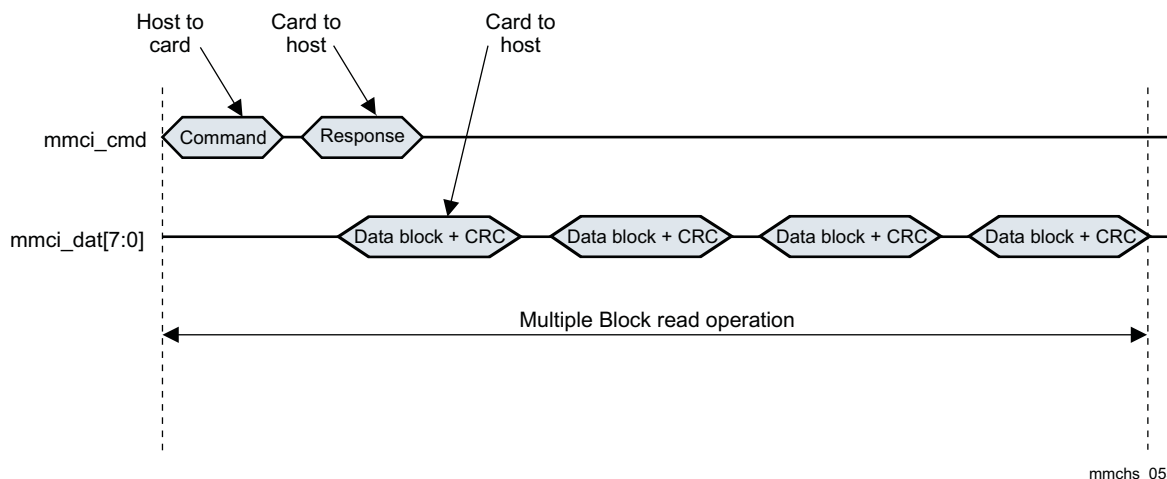 Host to
card
Card to
host
Card to
host
mmci_cmd
Command
Response
mmci_dat[7:0]
Data block + CRC
Data block + CRC
Data block + CRC
Data block + CRC
Multiple Block read operation
mmchs_05